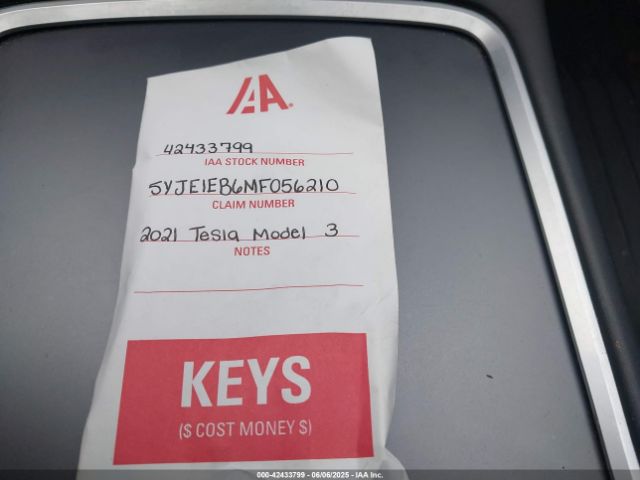 IAA.
42433799
IAA STOCK NUMBER
5YJE1EB6MF056210
CLAIM NUMBER
2021 Tesla Model 3
NOTES
KEYS
($ COST MONEY $)
000-42433799 - 06/06/2025 - IAA Inc.